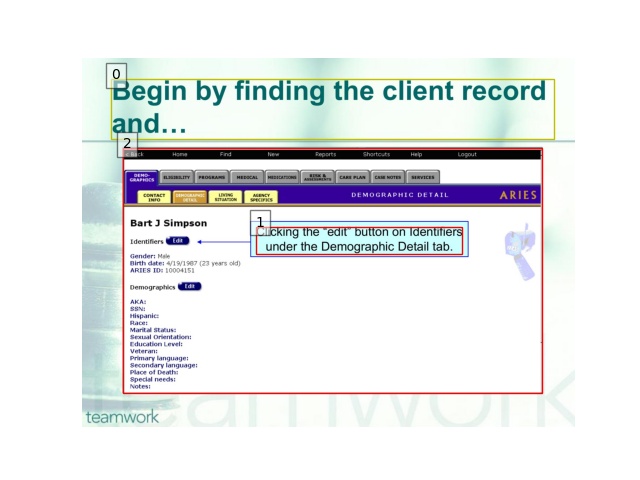 0
Begin by finding the client record
and…
2
Back Home Find New Reports Shortcuts Help Logout
DEMO-GRAPHICS ELIGIBILITY PROGRAMS MEDICAL MEDICATIONS RISK & ASSESSMENTS CARE PLAN CASE NOTES SERVICES
CONTACT INFO DEMOGRAPHIC DETAIL LIVING SITUATION AGENCY SPECIFICS DEMOGRAPHIC DETAIL ARIES
Bart J Simpson
1
Clicking the “edit” button on Identifiers
under the Demographic Detail tab.
Identifiers Edit
Gender: Male
Birth date: 4/19/1987 (23 years old)
ARIES ID: 10004151
Demographics Edit
AKA:
SSN:
Hispanic:
Race:
Marital Status:
Sexual Orientation:
Education Level:
Veteran:
Primary language:
Secondary language:
Place of Death:
Special needs:
Notes:
teamwork
teamwork